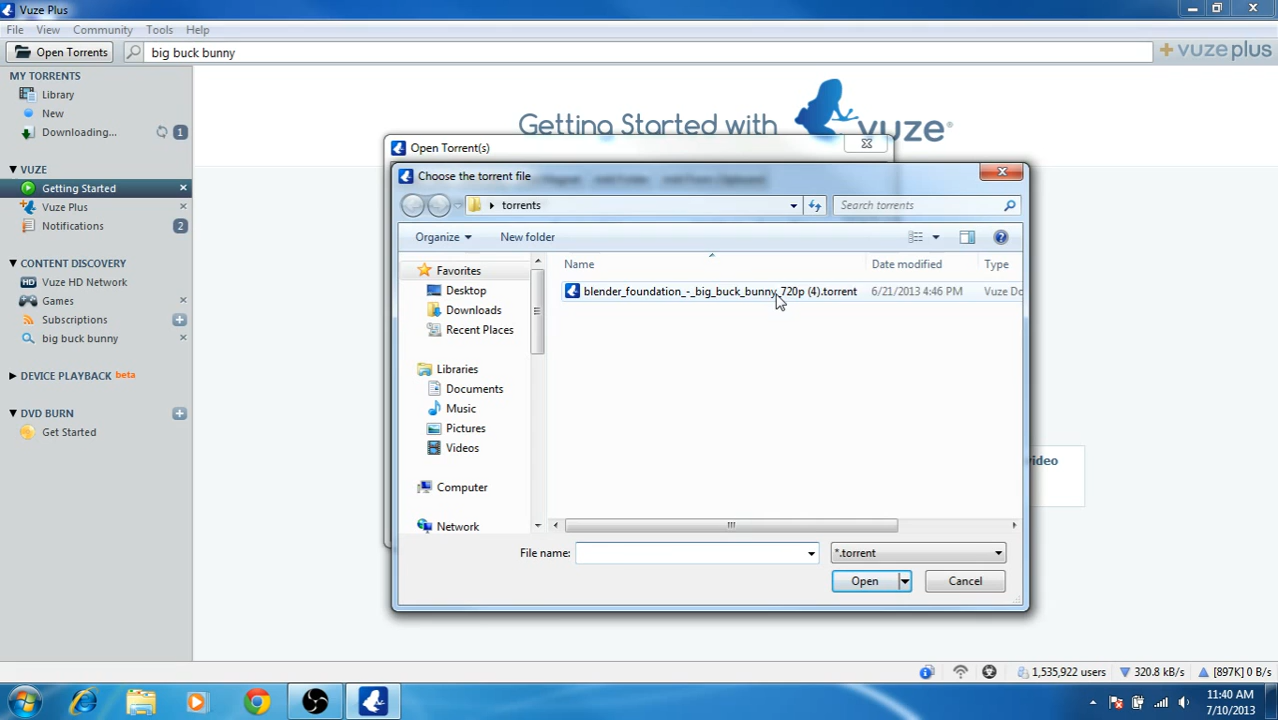 Vuze Plus
File View Community Tools Help
Open Torrents big buck bunny +vuzeplus
MY TORRENTS
Library
New
Downloading... 1
VUZE
Getting Started
Vuze Plus
Notifications 2
CONTENT DISCOVERY
Vuze HD Network
Games
Subscriptions
big buck bunny
DEVICE PLAYBACK beta
DVD BURN
Get Started
Getting Started with vuze®
Open Torrent(s)
Choose the torrent file
torrents Search torrents
Organize New folder
Favorites
Desktop
Downloads
Recent Places
Libraries
Documents
Music
Pictures
Videos
Computer
Network
Name Date modified Type
blender_foundation_-_big_buck_bunny_720p (4).torrent 6/21/2013 4:46 PM Vuze Do
File name: *.torrent
Open Cancel
video
1,535,922 users 320.8 kB/s [897K] 0 B/s
11:40 AM
7/10/2013